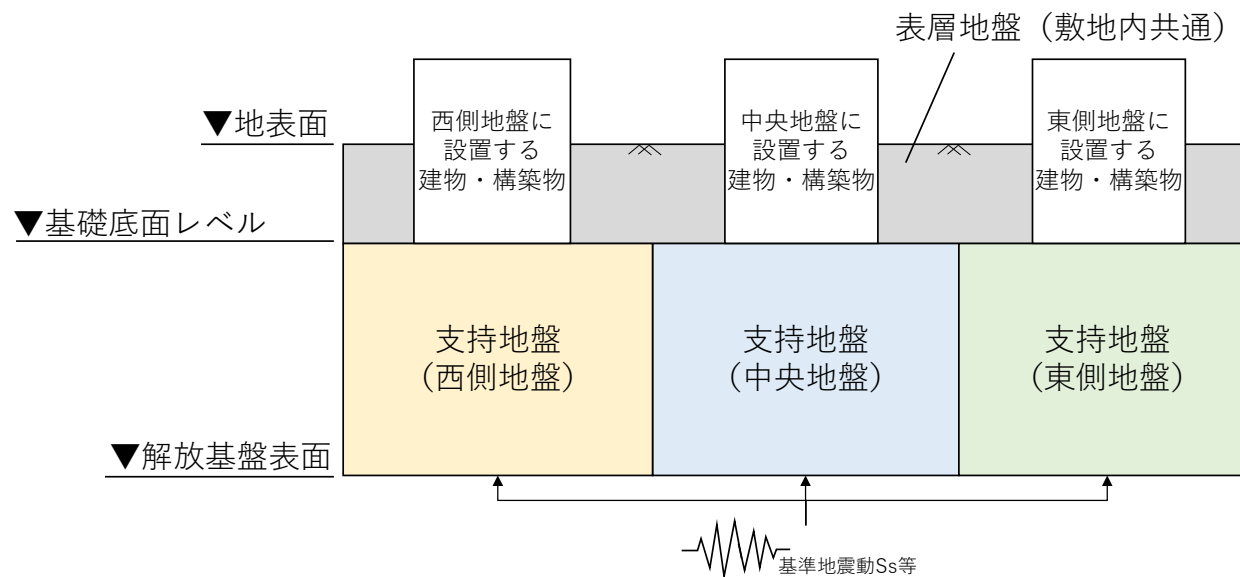 表層地盤（敷地内共通）
▼地表面
西側地盤に
設置する
建物・構築物
中央地盤に
設置する
建物・構築物
東側地盤に
設置する
建物・構築物
▼基礎底面レベル
支持地盤
（西側地盤）
支持地盤
（中央地盤）
支持地盤
（東側地盤）
▼解放基盤表面
基準地震動Ss等